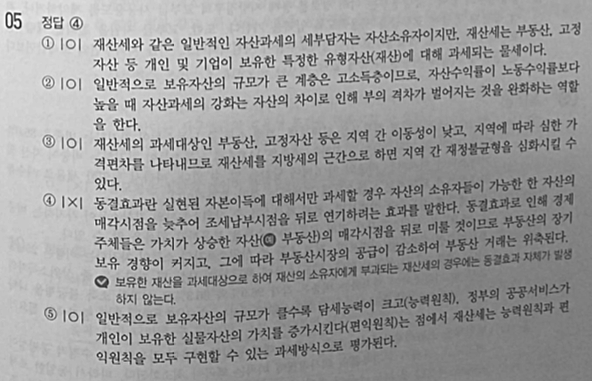 05 정답 ④
① |○| 재산세와 같은 일반적인 자산과세의 세부담자는 자산소유자이지만, 재산세는 부동산, 고정
자산 등 개인 및 기업이 보유한 특정한 유형자산(재산)에 대해 과세되는 물세이다.
② |○| 일반적으로 보유자산의 규모가 큰 계층은 고소득층이므로, 자산수익률이 노동수익률보다
높을 때 자산과세의 강화는 자산의 차이로 인해 부의 격차가 벌어지는 것을 완화하는 역할
을 한다.
③ |○| 재산세의 과세대상인 부동산, 고정자산 등은 지역 간 이동성이 낮고, 지역에 따라 심한 가
격편차를 나타내므로 재산세를 지방세의 근간으로 하면 지역 간 재정불균형을 심화시킬 수
있다.
④ |×| 동결효과란 실현된 자본이득에 대해서만 과세할 경우 자산의 소유자들이 가능한 한 자산의
매각시점을 늦추어 조세납부시점을 뒤로 연기하려는 효과를 말한다. 동결효과로 인해 경제
주체들은 가치가 상승한 자산(예 부동산)의 매각시점을 뒤로 미룰 것이므로 부동산의 장기
보유 경향이 커지고, 그에 따라 부동산시장의 공급이 감소하여 부동산 거래는 위축된다.
보유한 재산을 과세대상으로 하여 재산의 소유자에게 부과되는 재산세의 경우에는 동결효과 자체가 발생
하지 않는다.
⑤ |○| 일반적으로 보유자산의 규모가 클수록 담세능력이 크고(능력원칙), 정부의 공공서비스가
개인이 보유한 실물자산의 가치를 증가시킨다(편익원칙)는 점에서 재산세는 능력원칙과 편
익원칙을 모두 구현할 수 있는 과세방식으로 평가된다.